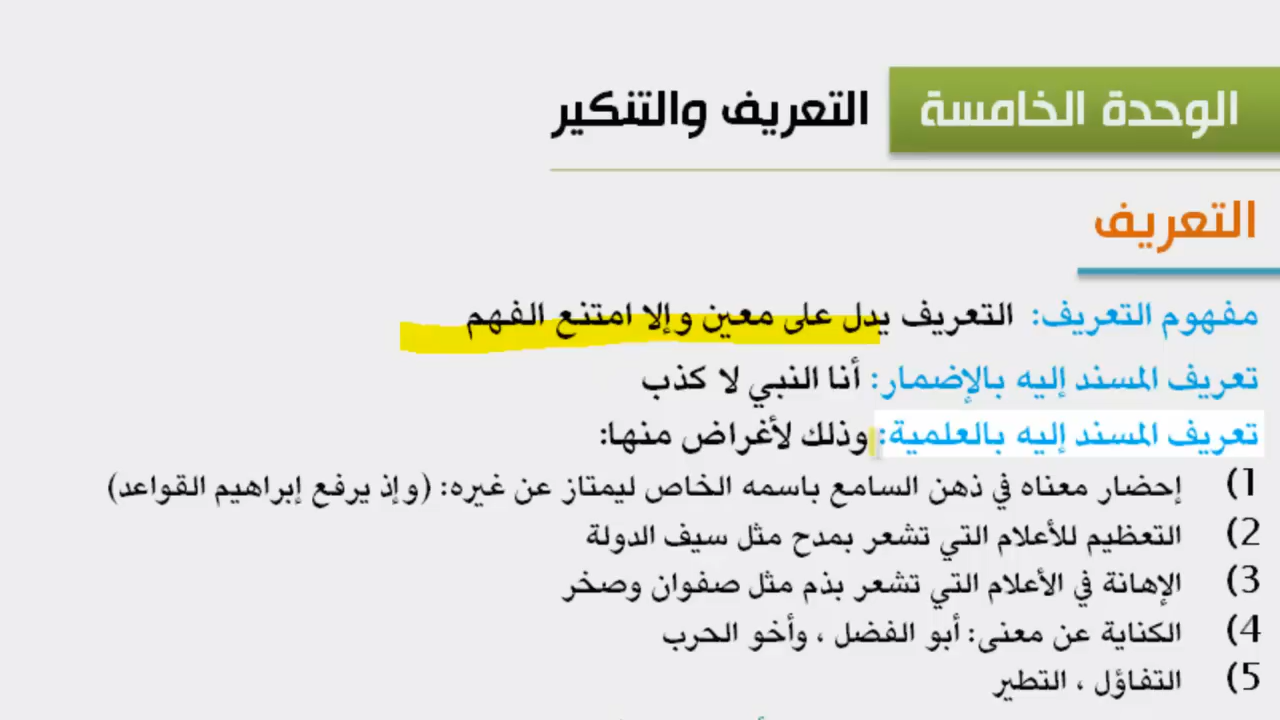 الوحدة الخامسة التعريف والتنكير
التعريف
مفهوم التعريف: التعريف يدل على معين وإلا امتنع الفهم
تعريف المسند إليه بالإضمار: أنا النبي لا كذب
تعريف المسند إليه بالعلمية: وذلك لأغراض منها:
1) إحضار معناه في ذهن السامع باسمه الخاص ليمتاز عن غيره: (وإذ يرفع إبراهيم القواعد)
2) التعظيم للأعلام التي تشعر بمدح مثل سيف الدولة
3) الإهانة في الأعلام التي تشعر بذم مثل صفوان وصخر
4) الكناية عن معنى: أبو الفضل ، وأخو الحرب
5) التفاؤل ، التطير